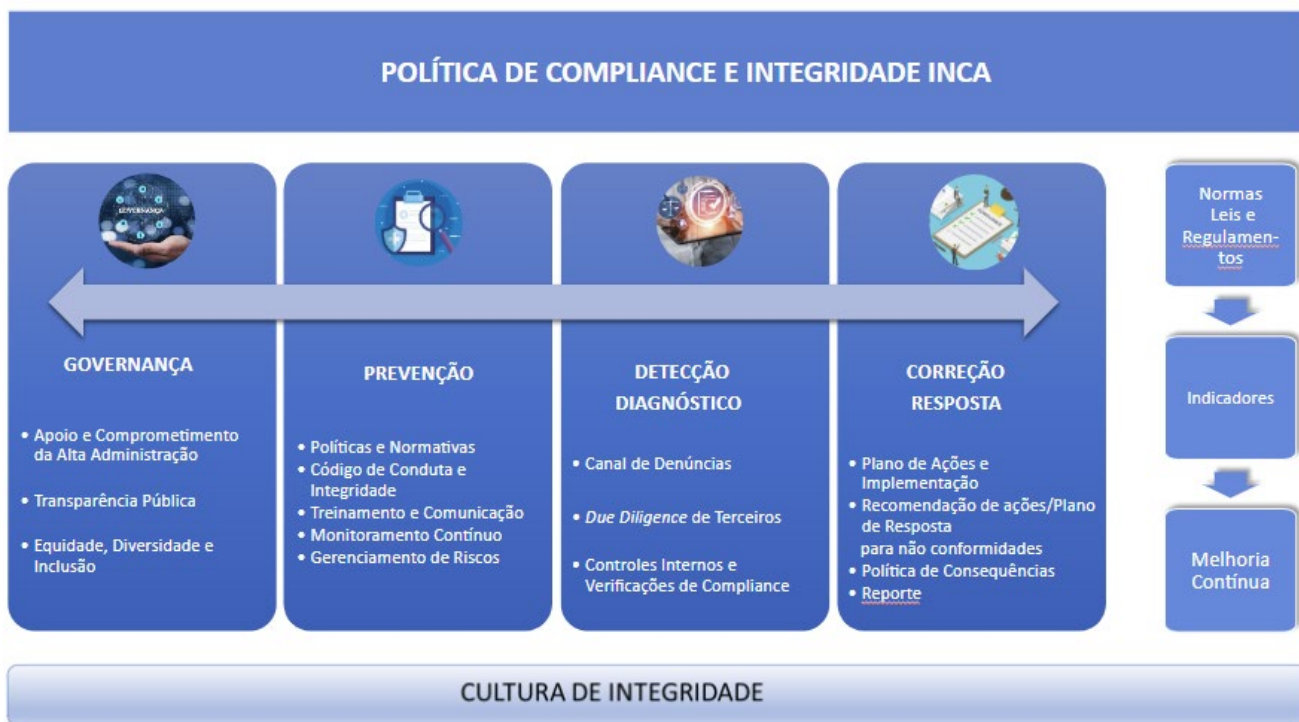 POLÍTICA DE COMPLIANCE E INTEGRIDADE INCA
GOVERNANÇA
GOVERNANÇA
• Apoio e Comprometimento
da Alta Administração
• Transparência Pública
• Equidade, Diversidade e
Inclusão
PREVENÇÃO
• Políticas e Normativas
• Código de Conduta e
Integridade
• Treinamento e Comunicação
• Monitoramento Contínuo
• Gerenciamento de Riscos
DETECÇÃO
DIAGNÓSTICO
• Canal de Denúncias
• Due Diligence de Terceiros
• Controles Internos e
Verificações de Compliance
CORREÇÃO
RESPOSTA
• Plano de Ações e
Implementação
• Recomendação de ações/Plano
de Resposta
para não conformidades
• Política de Consequências
• Reporte
Normas
Leis e
Regulamen-
tos
Indicadores
Melhoria
Contínua
CULTURA DE INTEGRIDADE